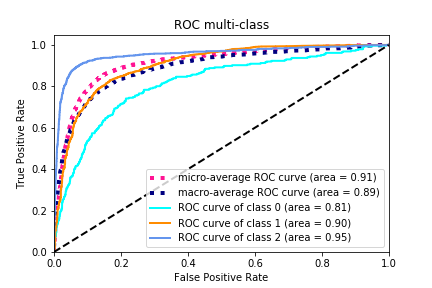 ROC multi-class
1.0
0.8
0.6
0.4
0.2
0.0
True Positive Rate
micro-average ROC curve (area = 0.91)
macro-average ROC curve (area = 0.89)
ROC curve of class 0 (area = 0.81)
ROC curve of class 1 (area = 0.90)
ROC curve of class 2 (area = 0.95)
0.0 0.2 0.4 0.6 0.8 1.0
False Positive Rate